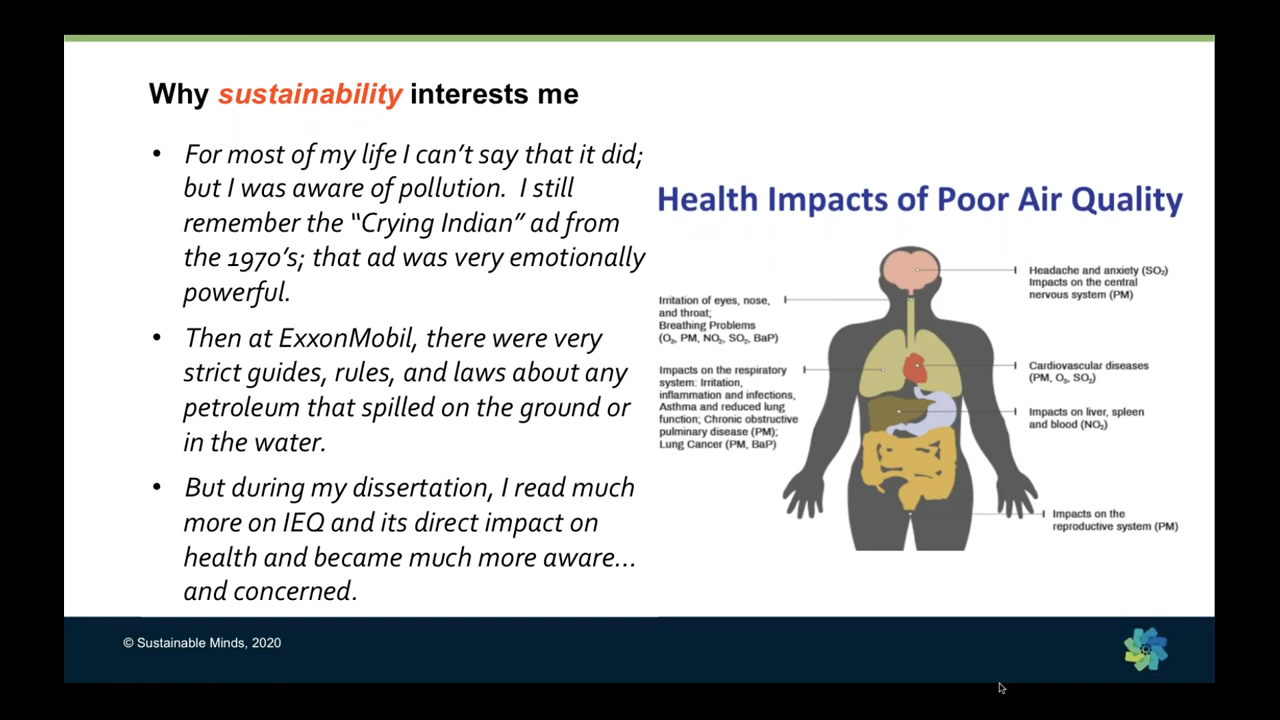 Why sustainability interests me
• For most of my life I can't say that it did;
but I was aware of pollution.  I still
remember the “Crying Indian” ad from
the 1970's; that ad was very emotionally
powerful.
• Then at ExxonMobil, there were very
strict guides, rules, and laws about any
petroleum that spilled on the ground or
in the water.
• But during my dissertation, I read much
more on IEQ and its direct impact on
health and became much more aware…
and concerned.
Health Impacts of Poor Air Quality
Irritation of eyes, nose,
and throat;
Breathing Problems
(O₃, PM, NO₂, SO₂, BaP)
Impacts on the respiratory
system: Irritation,
inflammation and infections,
Asthma and reduced lung
function; Chronic obstructive
pulmonary disease (PM);
Lung Cancer (PM, BaP)
Headache and anxiety (SO₂)
Impacts on the central
nervous system (PM)
Cardiovascular diseases
(PM, O₃, SO₂)
Impacts on liver, spleen
and blood (NO₂)
Impacts on the
reproductive system (PM)
© Sustainable Minds, 2020